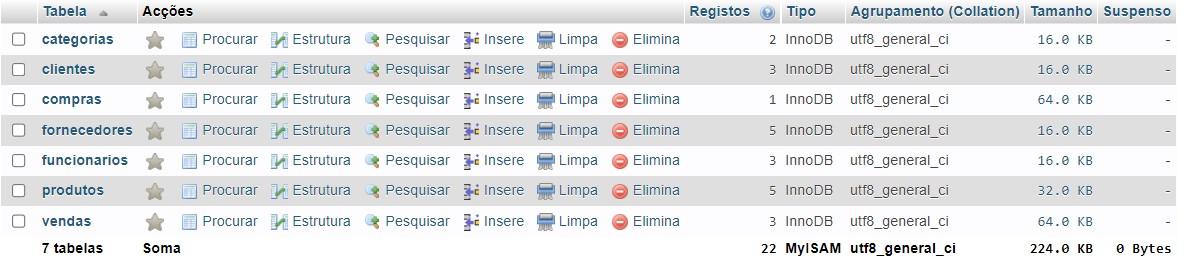 Tabela Acções Registos Tipo Agrupamento (Collation) Tamanho Suspenso
categorias Procurar Estrutura Pesquisar Insere Limpa Elimina 2 InnoDB utf8_general_ci 16.0 KB -
clientes Procurar Estrutura Pesquisar Insere Limpa Elimina 3 InnoDB utf8_general_ci 16.0 KB -
compras Procurar Estrutura Pesquisar Insere Limpa Elimina 1 InnoDB utf8_general_ci 64.0 KB -
fornecedores Procurar Estrutura Pesquisar Insere Limpa Elimina 5 InnoDB utf8_general_ci 16.0 KB -
funcionarios Procurar Estrutura Pesquisar Insere Limpa Elimina 3 InnoDB utf8_general_ci 16.0 KB -
produtos Procurar Estrutura Pesquisar Insere Limpa Elimina 5 InnoDB utf8_general_ci 32.0 KB -
vendas Procurar Estrutura Pesquisar Insere Limpa Elimina 3 InnoDB utf8_general_ci 64.0 KB -
7 tabelas Soma 22 MyISAM utf8_general_ci 224.0 KB 0 Bytes